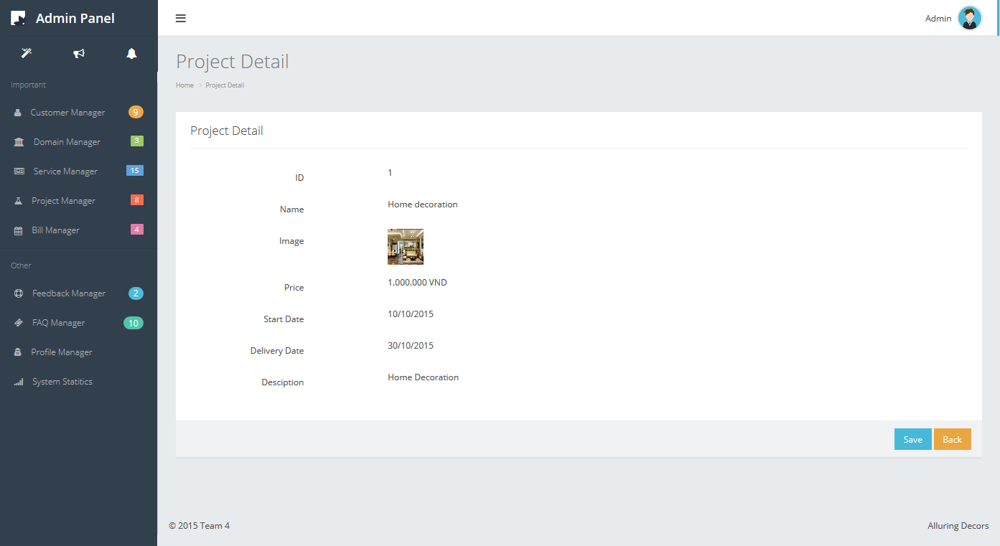 Admin Panel
Admin
Important
Customer Manager 9
Domain Manager 3
Service Manager 15
Project Manager 8
Bill Manager 4
Other
Feedback Manager 2
FAQ Manager 10
Profile Manager
System Statitics
Project Detail
Home > Project Detail
Project Detail
ID 1
Name Home decoration
Image
Price 1.000.000 VND
Start Date 10/10/2015
Delivery Date 30/10/2015
Desciption Home Decoration
Save Back
© 2015 Team 4 Alluring Decors